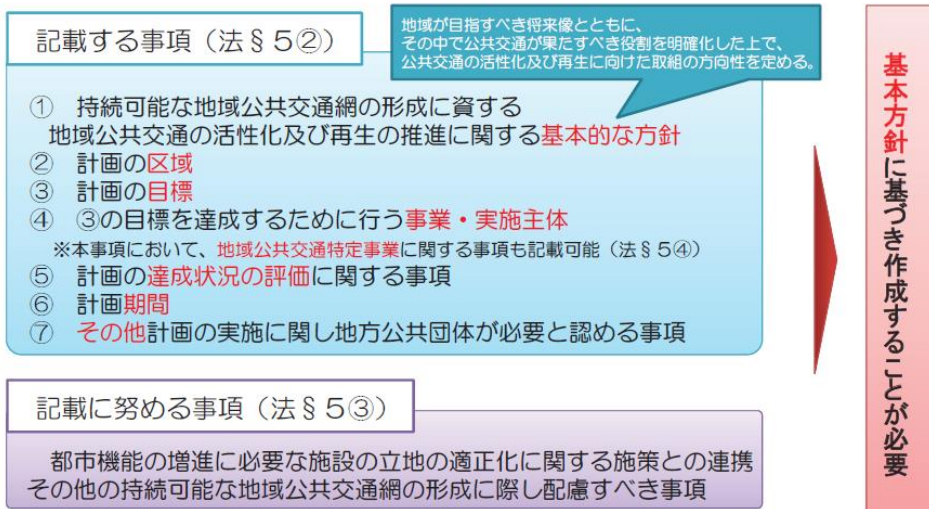 記載する事項（法§５②）
地域が目指すべき将来像とともに、
その中で公共交通が果たすべき役割を明確化した上で、
公共交通の活性化及び再生に向けた取組の方向性を定める。
① 持続可能な地域公共交通網の形成に資する
地域公共交通の活性化及び再生の推進に関する基本的な方針
② 計画の区域
③ 計画の目標
④ ③の目標を達成するために行う事業・実施主体
※本事項において、地域公共交通特定事業に関する事項も記載可能（法§５④）
⑤ 計画の達成状況の評価に関する事項
⑥ 計画期間
⑦ その他計画の実施に関し地方公共団体が必要と認める事項
記載に努める事項（法§５③）
都市機能の増進に必要な施設の立地の適正化に関する施策との連携
その他の持続可能な地域公共交通網の形成に際し配慮すべき事項
基本方針に基づき作成することが必要